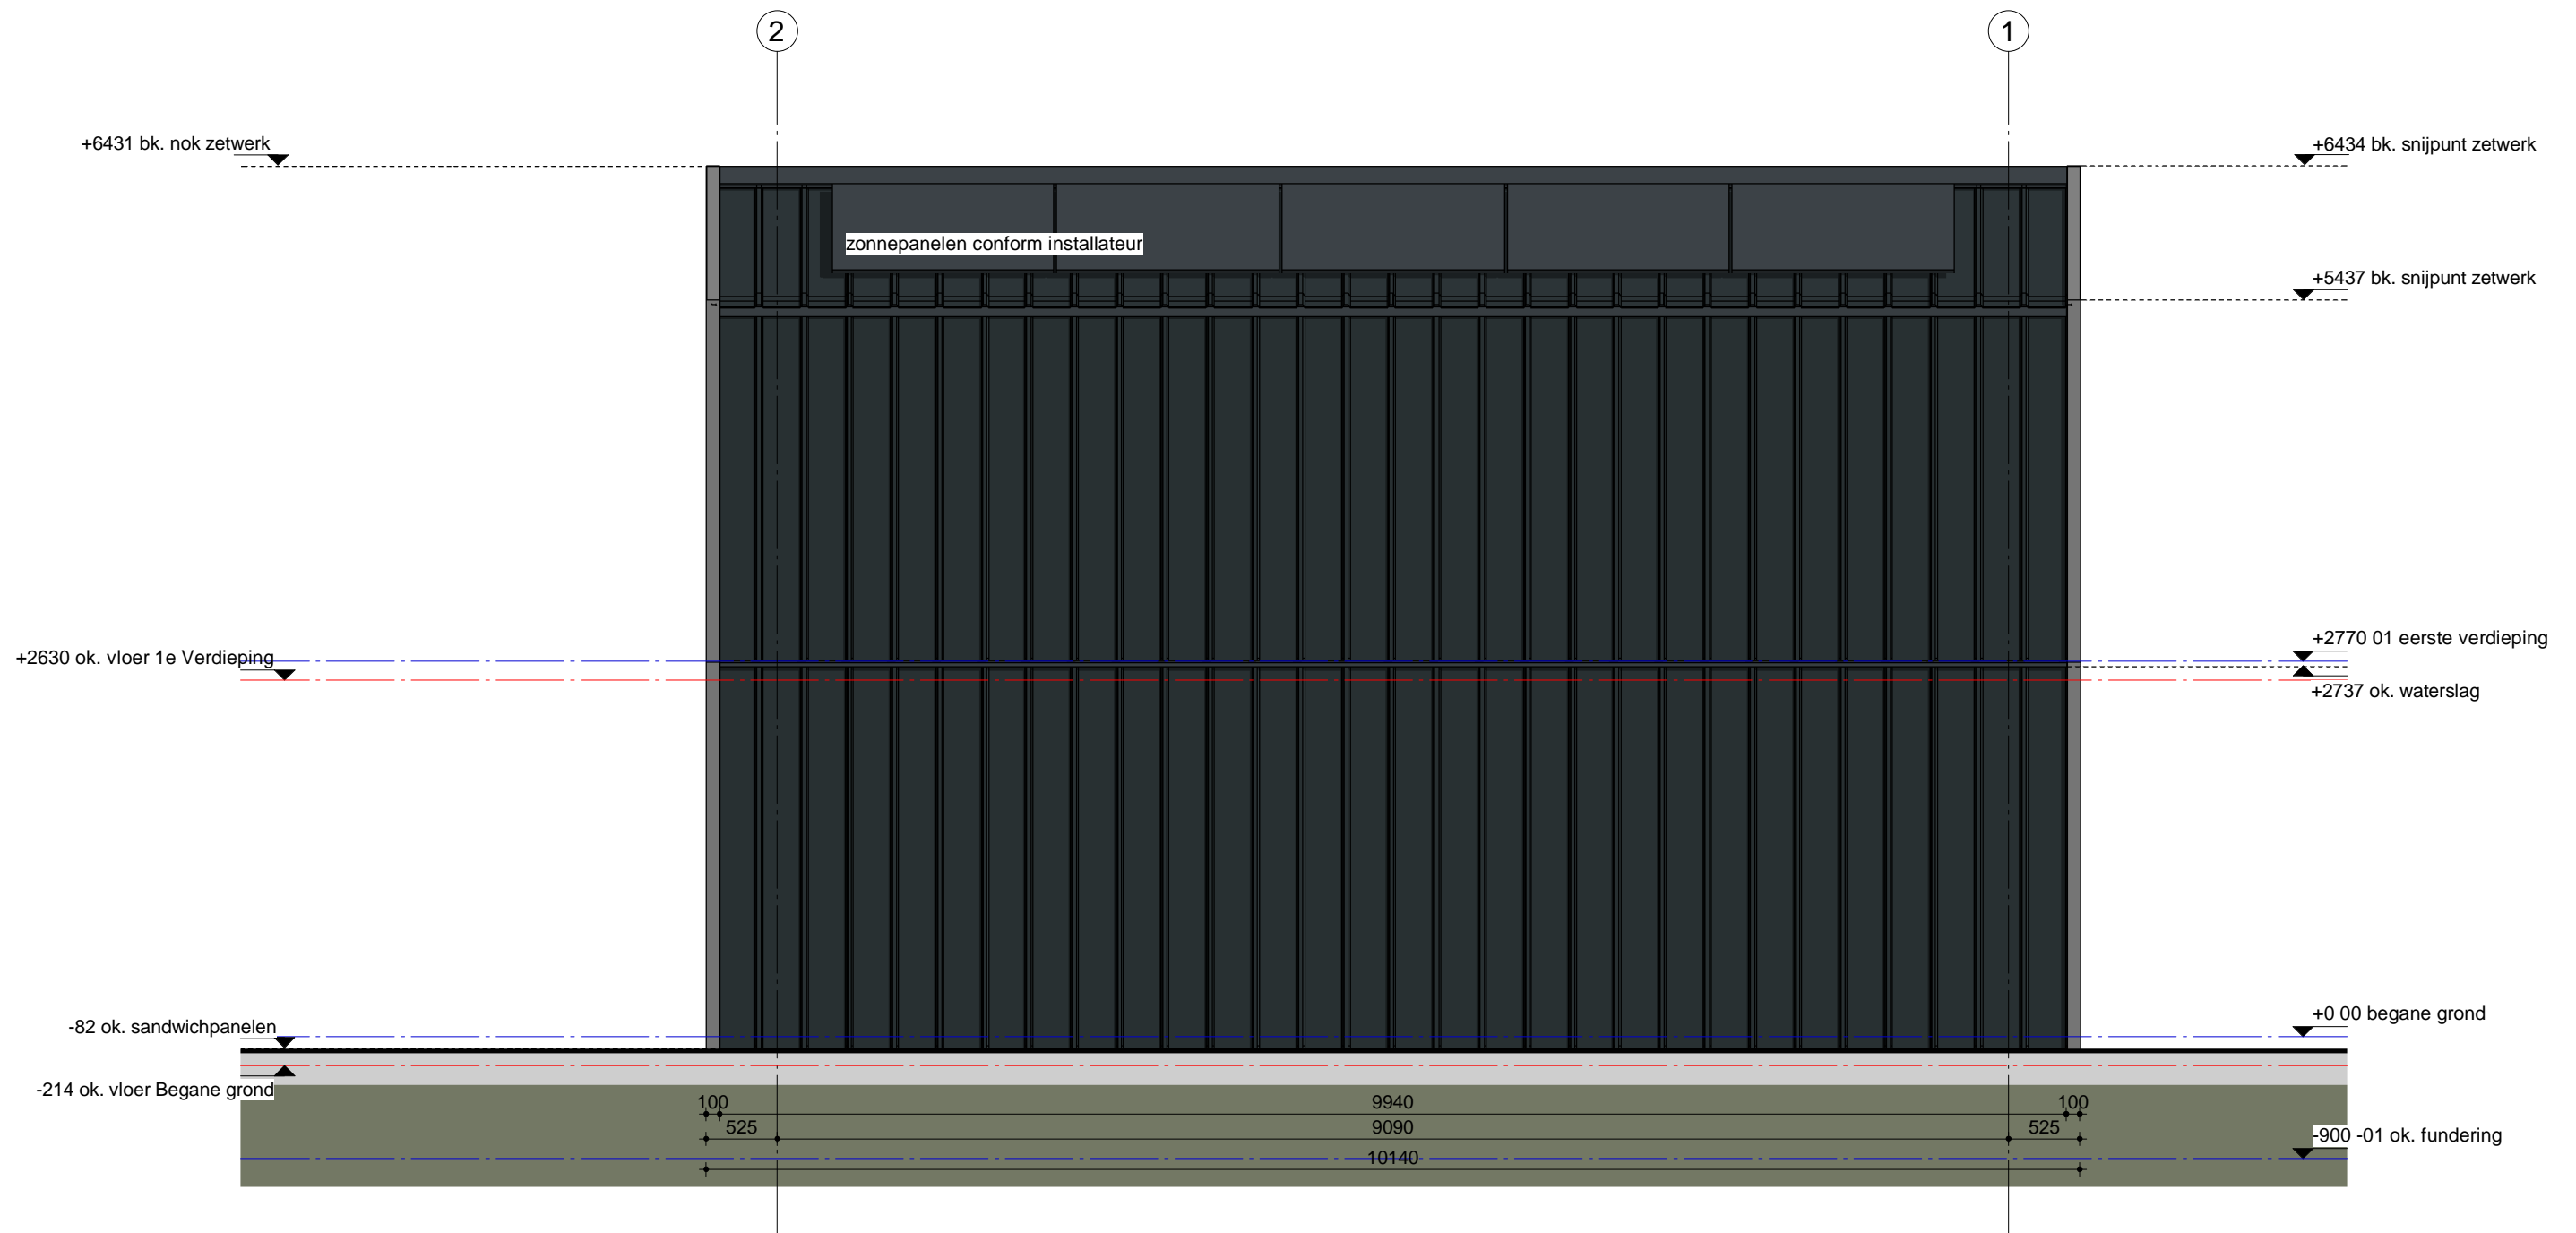 2
1
+6431 bk. nok zetwerk
+6434 bk. snijpunt zetwerk
zonnepanelen conform installateur
+5437 bk. snijpunt zetwerk
+2770 01 eerste verdieping
+2630 ok. vloer 1e Verdieping
+2737 ok. waterslag
+0 00 begane grond
-82 ok. sandwichpanelen
-214 ok. vloer Begane grond
100
9940
100
525
9090
525
-900 -01 ok. fundering
10140